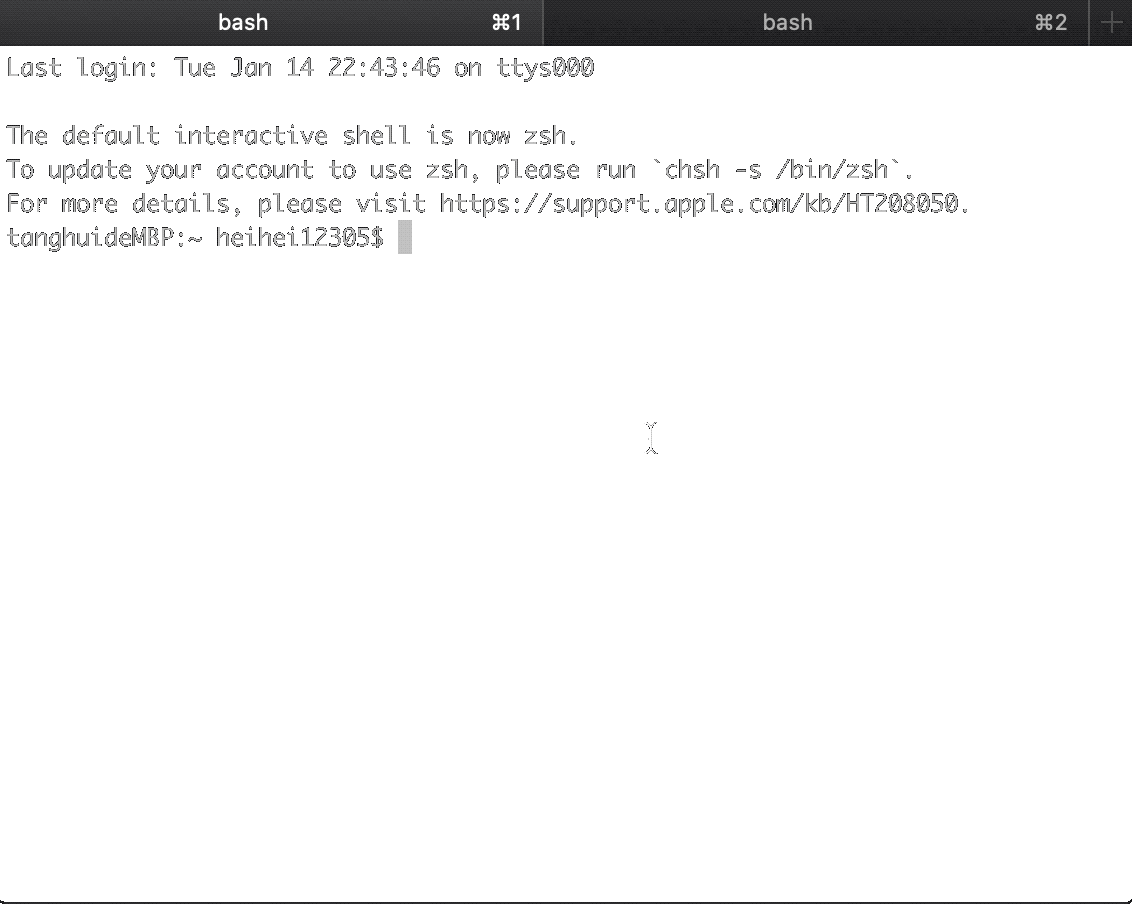 bash ⌘1 bash ⌘2 +
Last login: Tue Jan 14 22:43:46 on ttys000
The default interactive shell is now zsh.
To update your account to use zsh, please run `chsh -s /bin/zsh`.
For more details, please visit https://support.apple.com/kb/HT208050.
tanghuideMBP:~ heihei12305$